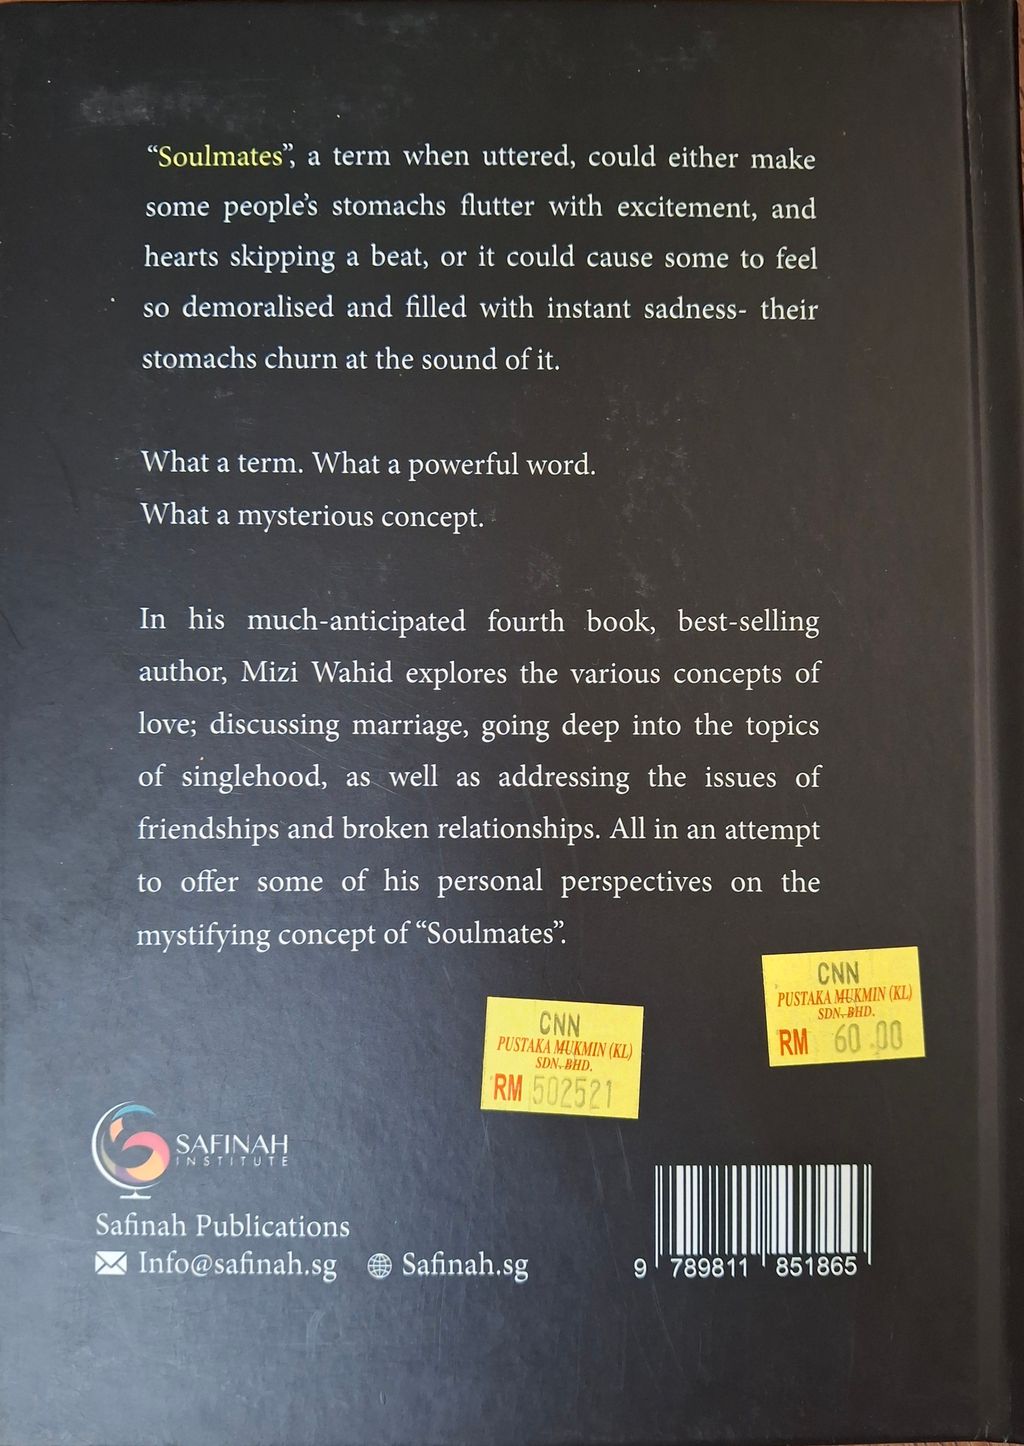 “Soulmates”, a term when uttered, could either make
some people’s stomachs flutter with excitement, and
hearts skipping a beat, or it could cause some to feel
so demoralised and filled with instant sadness- their
stomachs churn at the sound of it.
What a term. What a powerful word.
What a mysterious concept.
In his much-anticipated fourth book, best-selling
author, Mizi Wahid explores the various concepts of
love; discussing marriage, going deep into the topics
of singlehood, as well as addressing the issues of
friendships and broken relationships. All in an attempt
to offer some of his personal perspectives on the
mystifying concept of “Soulmates”.
CNN
PUSTAKA MUKMIN (KL)
SDN. BHD.
RM 60.00
CNN
PUSTAKA MUKMIN (KL)
SDN. BHD.
RM 502521
SAFINAH
INSTITUTE
Safinah Publications
Info@safinah.sg Safinah.sg
9 789811 851865